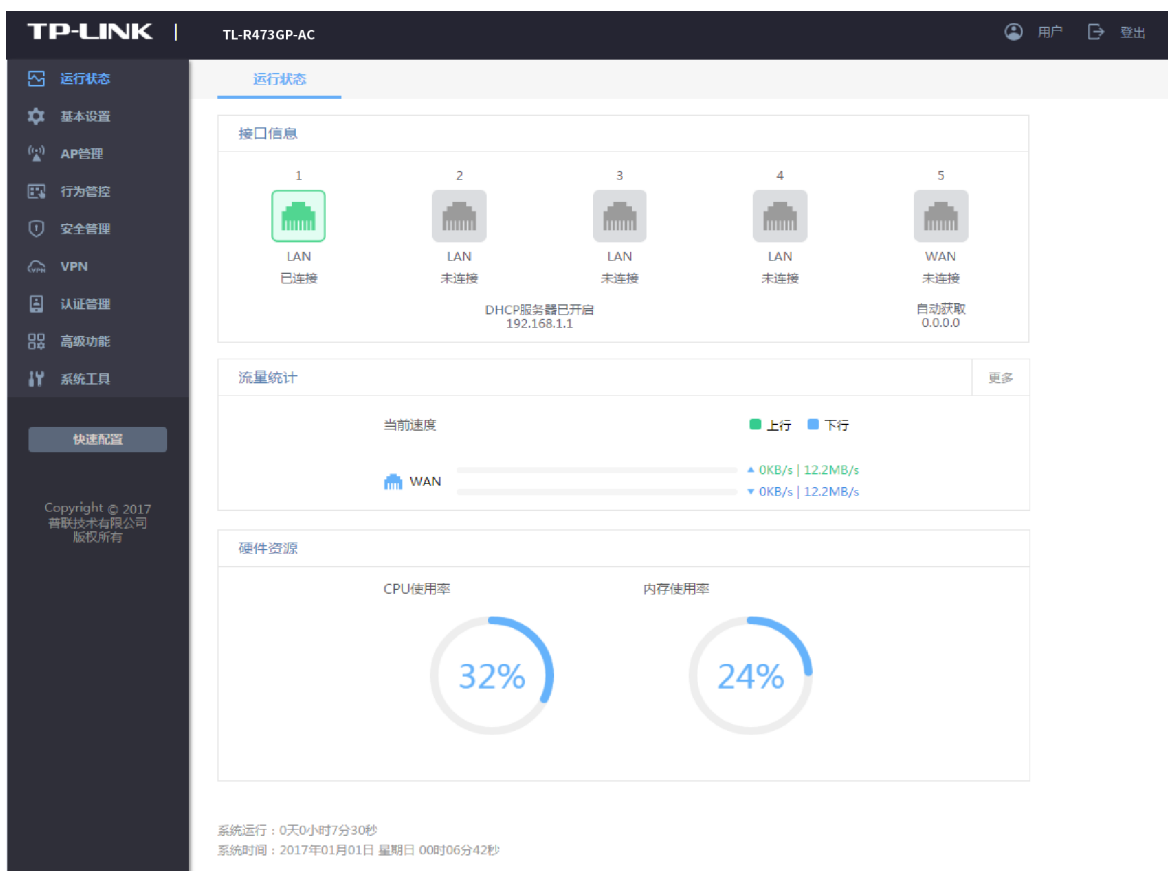 TP-LINK | TL-R473GP-AC 用户 登出
运行状态
基本设置
AP管理
行为管控
安全管理
VPN
认证管理
高级功能
系统工具
快速配置
Copyright © 2017
普联技术有限公司
版权所有
运行状态
接口信息
1 2 3 4 5
LAN LAN LAN LAN WAN
已连接 未连接 未连接 未连接 未连接
DHCP服务器已开启 自动获取
192.168.1.1 0.0.0.0
流量统计 更多
当前速度 上行 下行
WAN
0KB/s | 12.2MB/s
0KB/s | 12.2MB/s
硬件资源
CPU使用率 内存使用率
32% 24%
系统运行：0天0小时7分30秒
系统时间：2017年01月01日 星期日 00时06分42秒